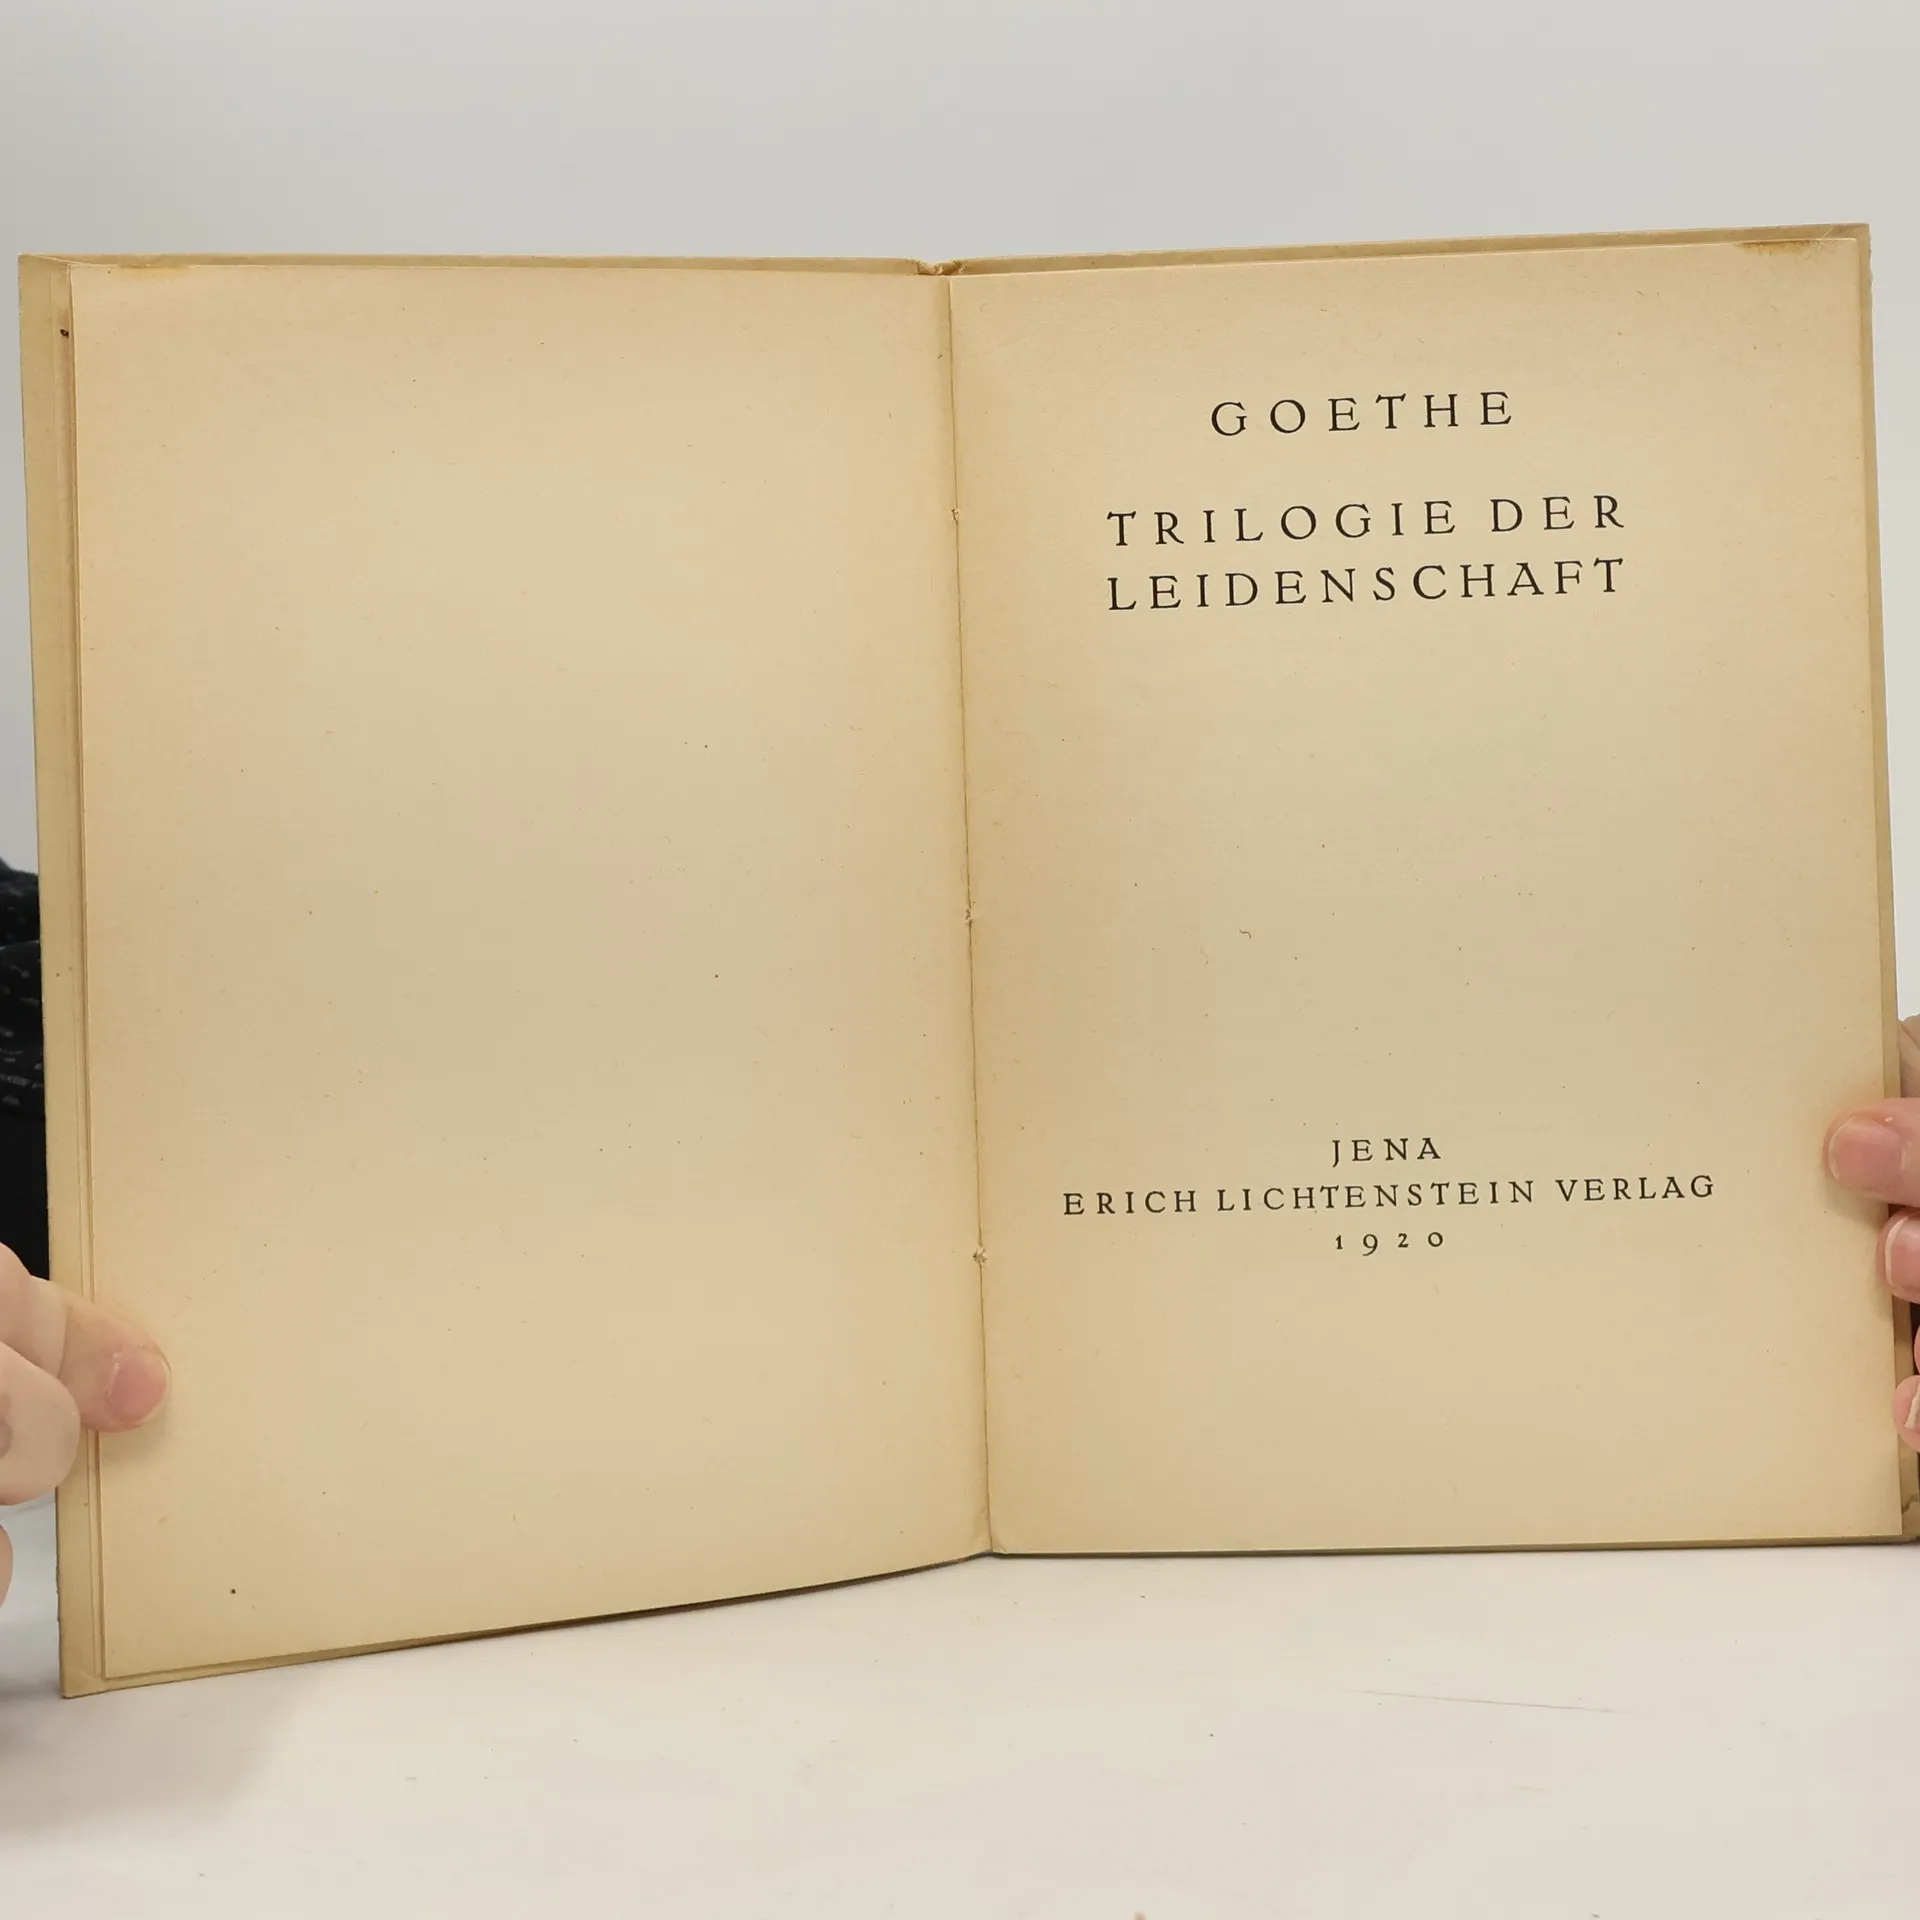 GOETHE
TRILOGIE DER
LEIDENSCHAFT
JENA
ERICH LICHTENSTEIN VERLAG
1920